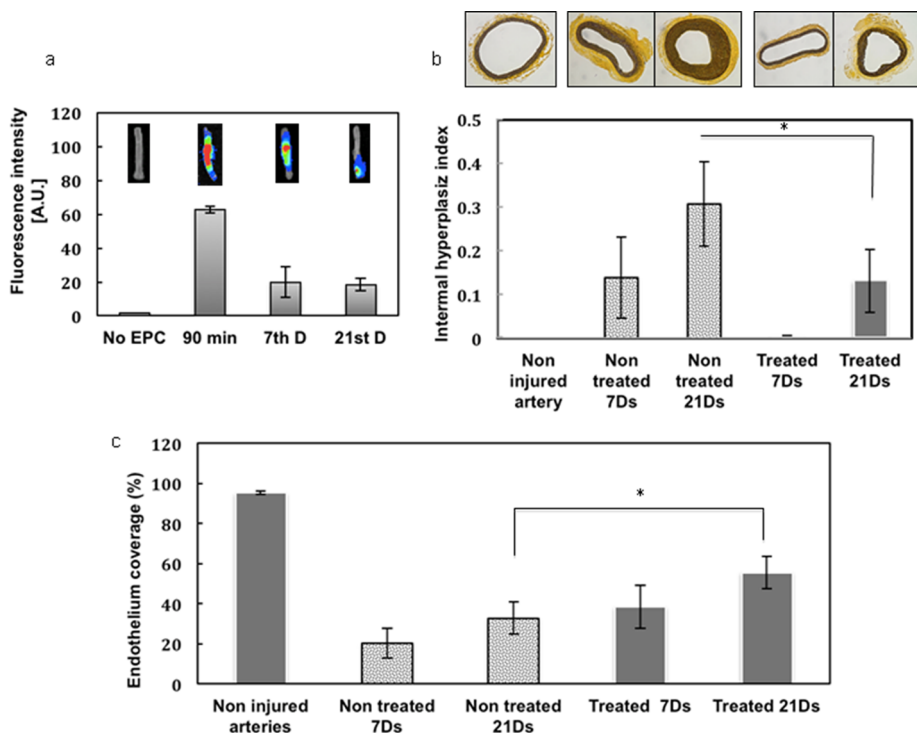 a
Fluorescence intensity
[A.U.]
120
100
80
60
40
20
0
No EPC 90 min 7th D 21st D
b
Intermal hyperplasiz index
0.5
0.4
0.3
0.2
0.1
0
*
Non
injured
artery
Non
treated
7Ds
Non
treated
21Ds
Treated
7Ds
Treated
21Ds
c
Endothelium coverage (%)
120
100
80
60
40
20
0
*
Non injured
arteries
Non treated
7Ds
Non treated
21Ds
Treated 7Ds
Treated 21Ds